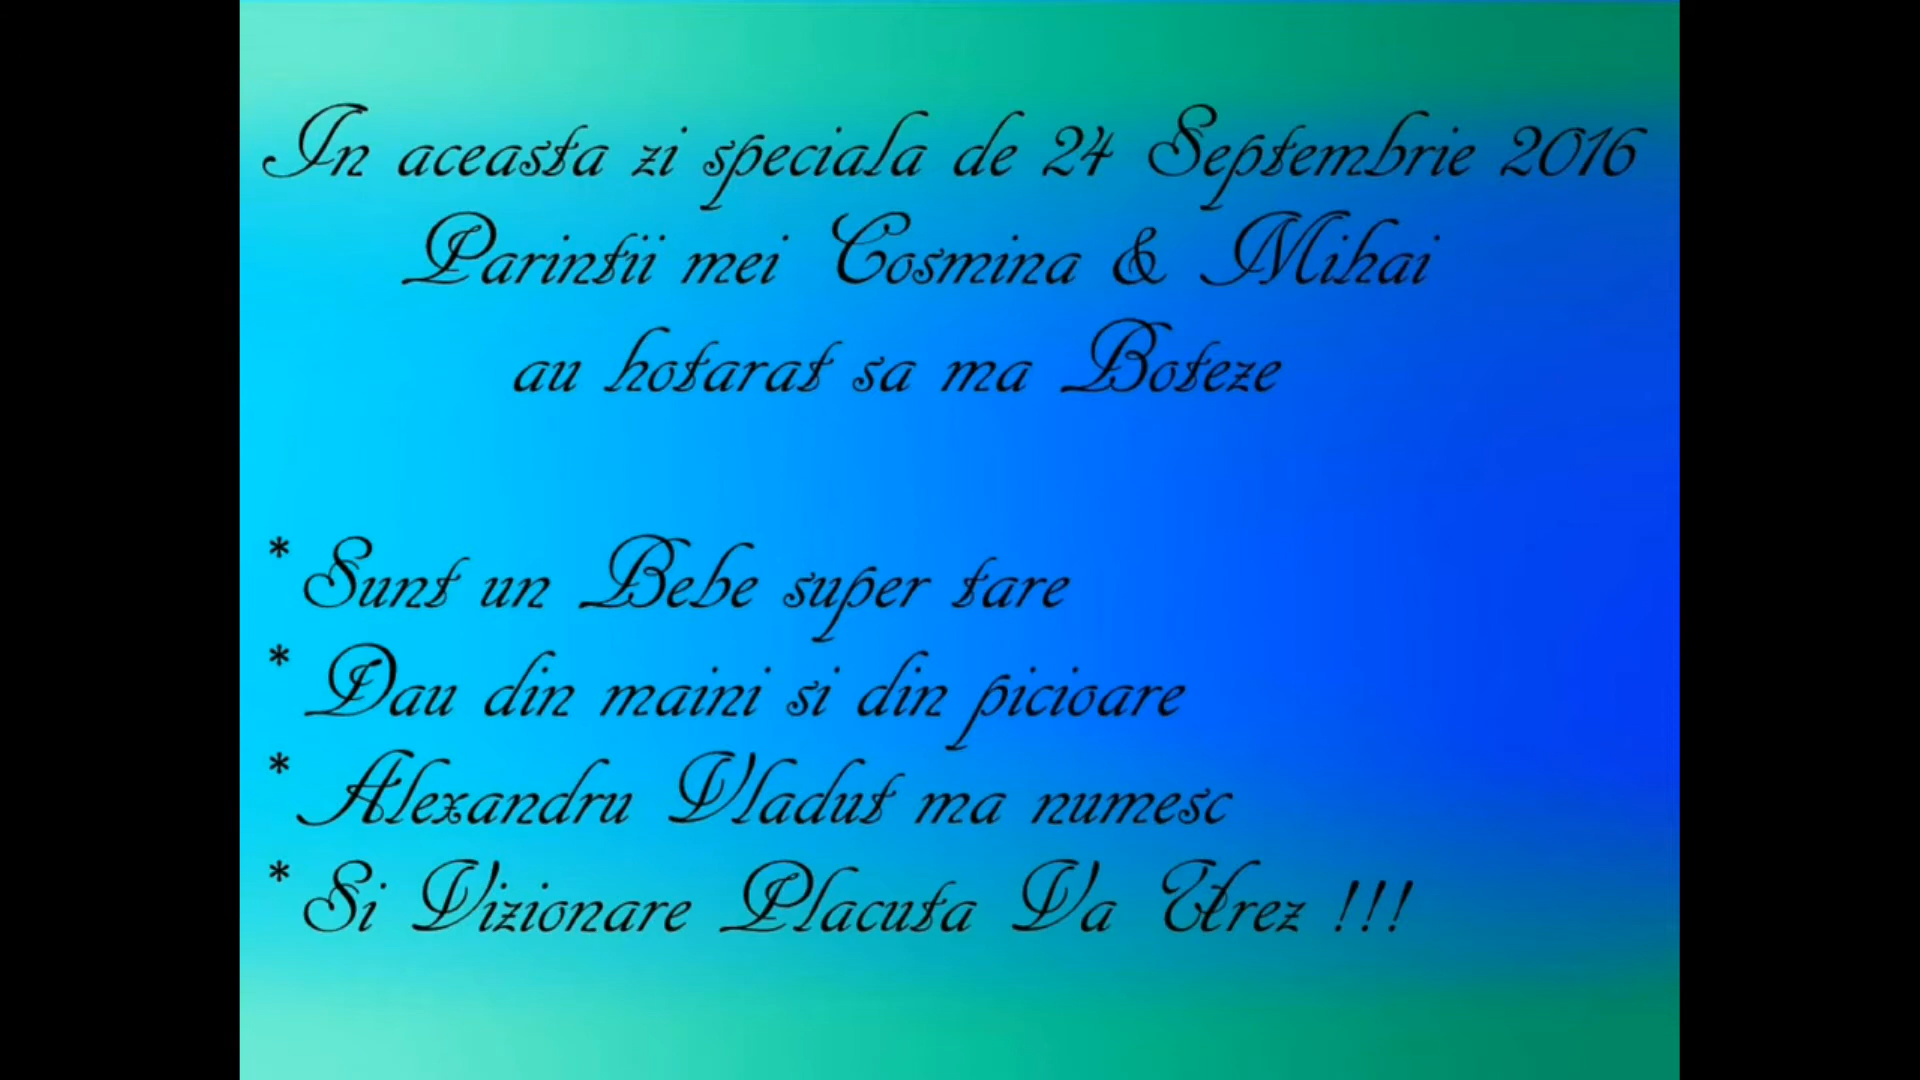 In aceasta zi speciala de 24 Septembrie 2016
Parintii mei Cosmina & Mihai
au hotarat sa ma Boteze
* Sunt un Bebe super tare
* Dau din maini si din picioare
* Alexandru Vladut ma numesc
* Si Vizionare Placuta Va Urez !!!